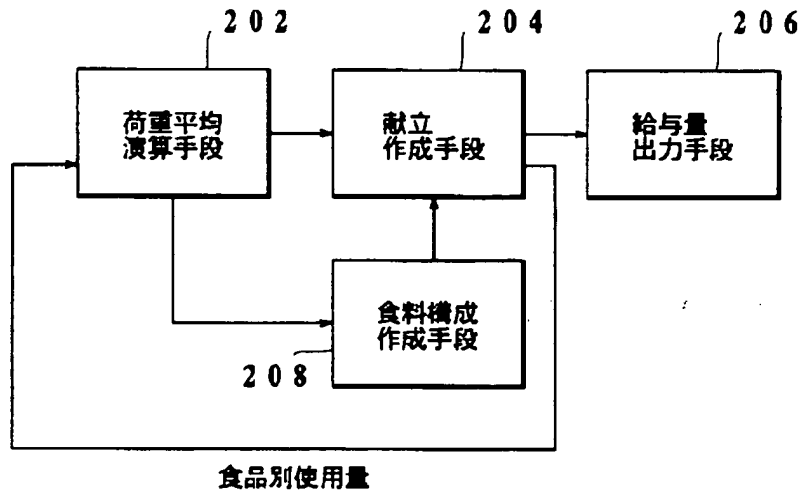 202
204
206
荷重平均
演算手段
献立
作成手段
給与量
出力手段
食料構成
作成手段
208
食品別使用量